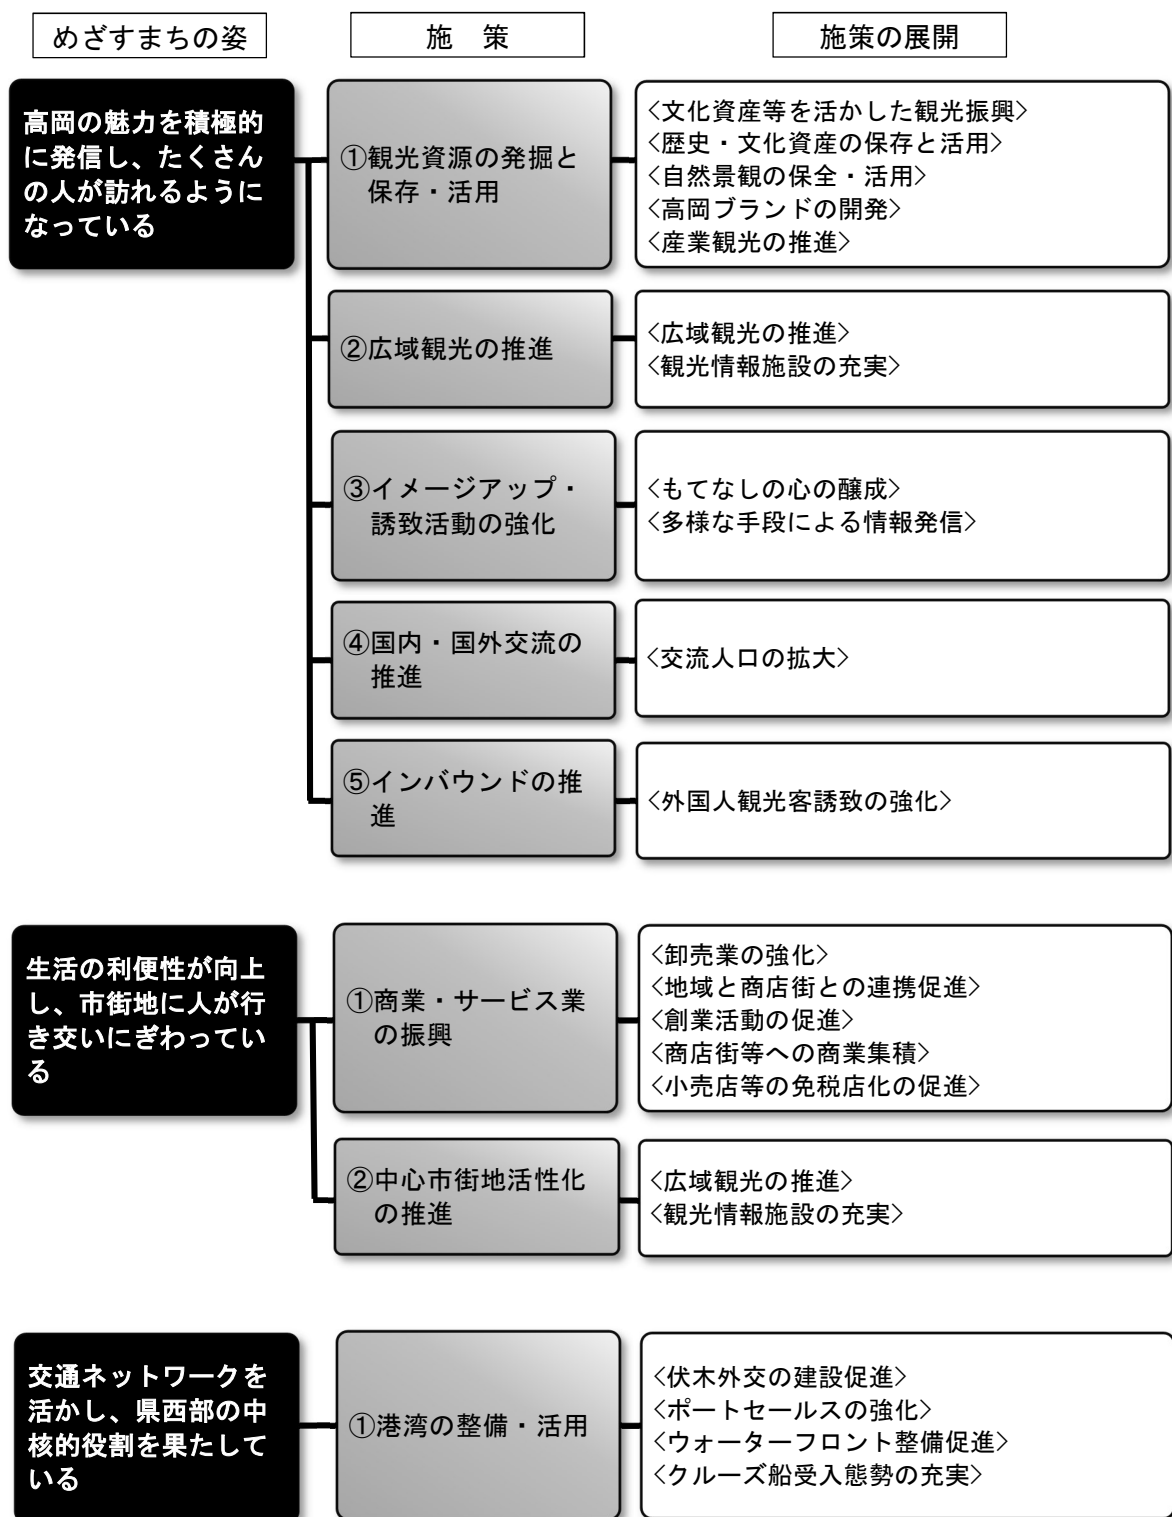 めざすまちの姿
施　策
施策の展開
高岡の魅力を積極的
に発信し、たくさん
の人が訪れるように
なっている
①観光資源の発掘と
保存・活用
<文化資産等を活かした観光振興>
<歴史・文化資産の保存と活用>
<自然景観の保全・活用>
<高岡ブランドの開発>
<産業観光の推進>
②広域観光の推進
<広域観光の推進>
<観光情報施設の充実>
③イメージアップ・
誘致活動の強化
<もてなしの心の醸成>
<多様な手段による情報発信>
④国内・国外交流の
推進
<交流人口の拡大>
⑤インバウンドの推
進
<外国人観光客誘致の強化>
生活の利便性が向上
し、市街地に人が行
き交いにぎわってい
る
①商業・サービス業
の振興
<卸売業の強化>
<地域と商店街との連携促進>
<創業活動の促進>
<商店街等への商業集積>
<小売店等の免税店化の促進>
②中心市街地活性化
の推進
<広域観光の推進>
<観光情報施設の充実>
交通ネットワークを
活かし、県西部の中
核的役割を果たして
いる
①港湾の整備・活用
<伏木外交の建設促進>
<ポートセールスの強化>
<ウォーターフロント整備促進>
<クルーズ船受入態勢の充実>